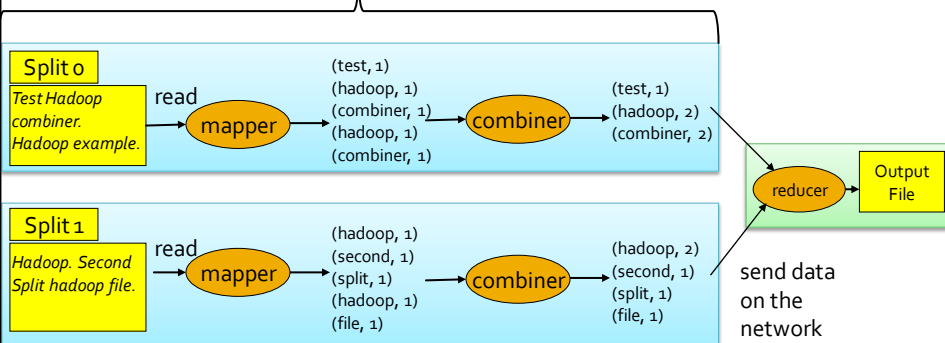 Split 0
Test Hadoop
combiner.
Hadoop example.
read
mapper
(test, 1)
(hadoop, 1)
(combiner, 1)
(hadoop, 1)
(combiner, 1)
combiner
(test, 1)
(hadoop, 2)
(combiner, 2)
Split 1
Hadoop. Second
Split hadoop file.
read
mapper
(hadoop, 1)
(second, 1)
(split, 1)
(hadoop, 1)
(file, 1)
combiner
(hadoop, 2)
(second, 1)
(split, 1)
(file, 1)
reducer
Output
File
send data
on the
network